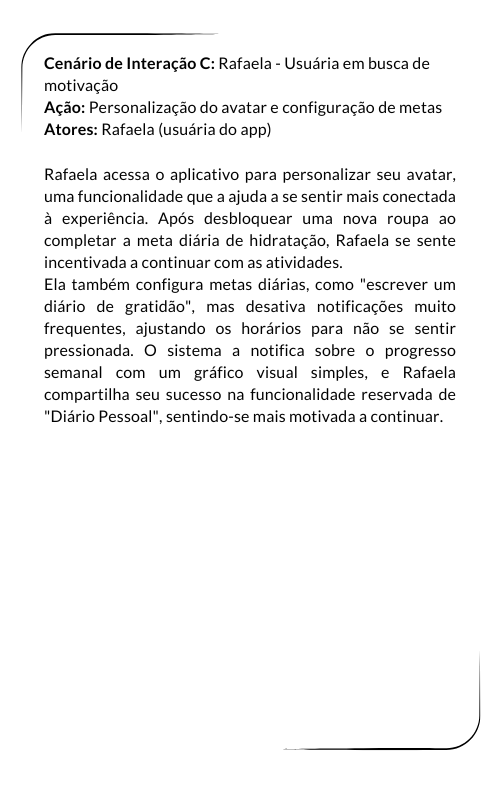 Cenário de Interação C: Rafaela - Usuária em busca de
motivação
Ação: Personalização do avatar e configuração de metas
Atores: Rafaela (usuária do app)
Rafaela acessa o aplicativo para personalizar seu avatar,
uma funcionalidade que a ajuda a se sentir mais conectada
à experiência. Após desbloquear uma nova roupa ao
completar a meta diária de hidratação, Rafaela se sente
incentivada a continuar com as atividades.
Ela também configura metas diárias, como "escrever um
diário de gratidão", mas desativa notificações muito
frequentes, ajustando os horários para não se sentir
pressionada. O sistema a notifica sobre o progresso
semanal com um gráfico visual simples, e Rafaela
compartilha seu sucesso na funcionalidade reservada de
"Diário Pessoal", sentindo-se mais motivada a continuar.